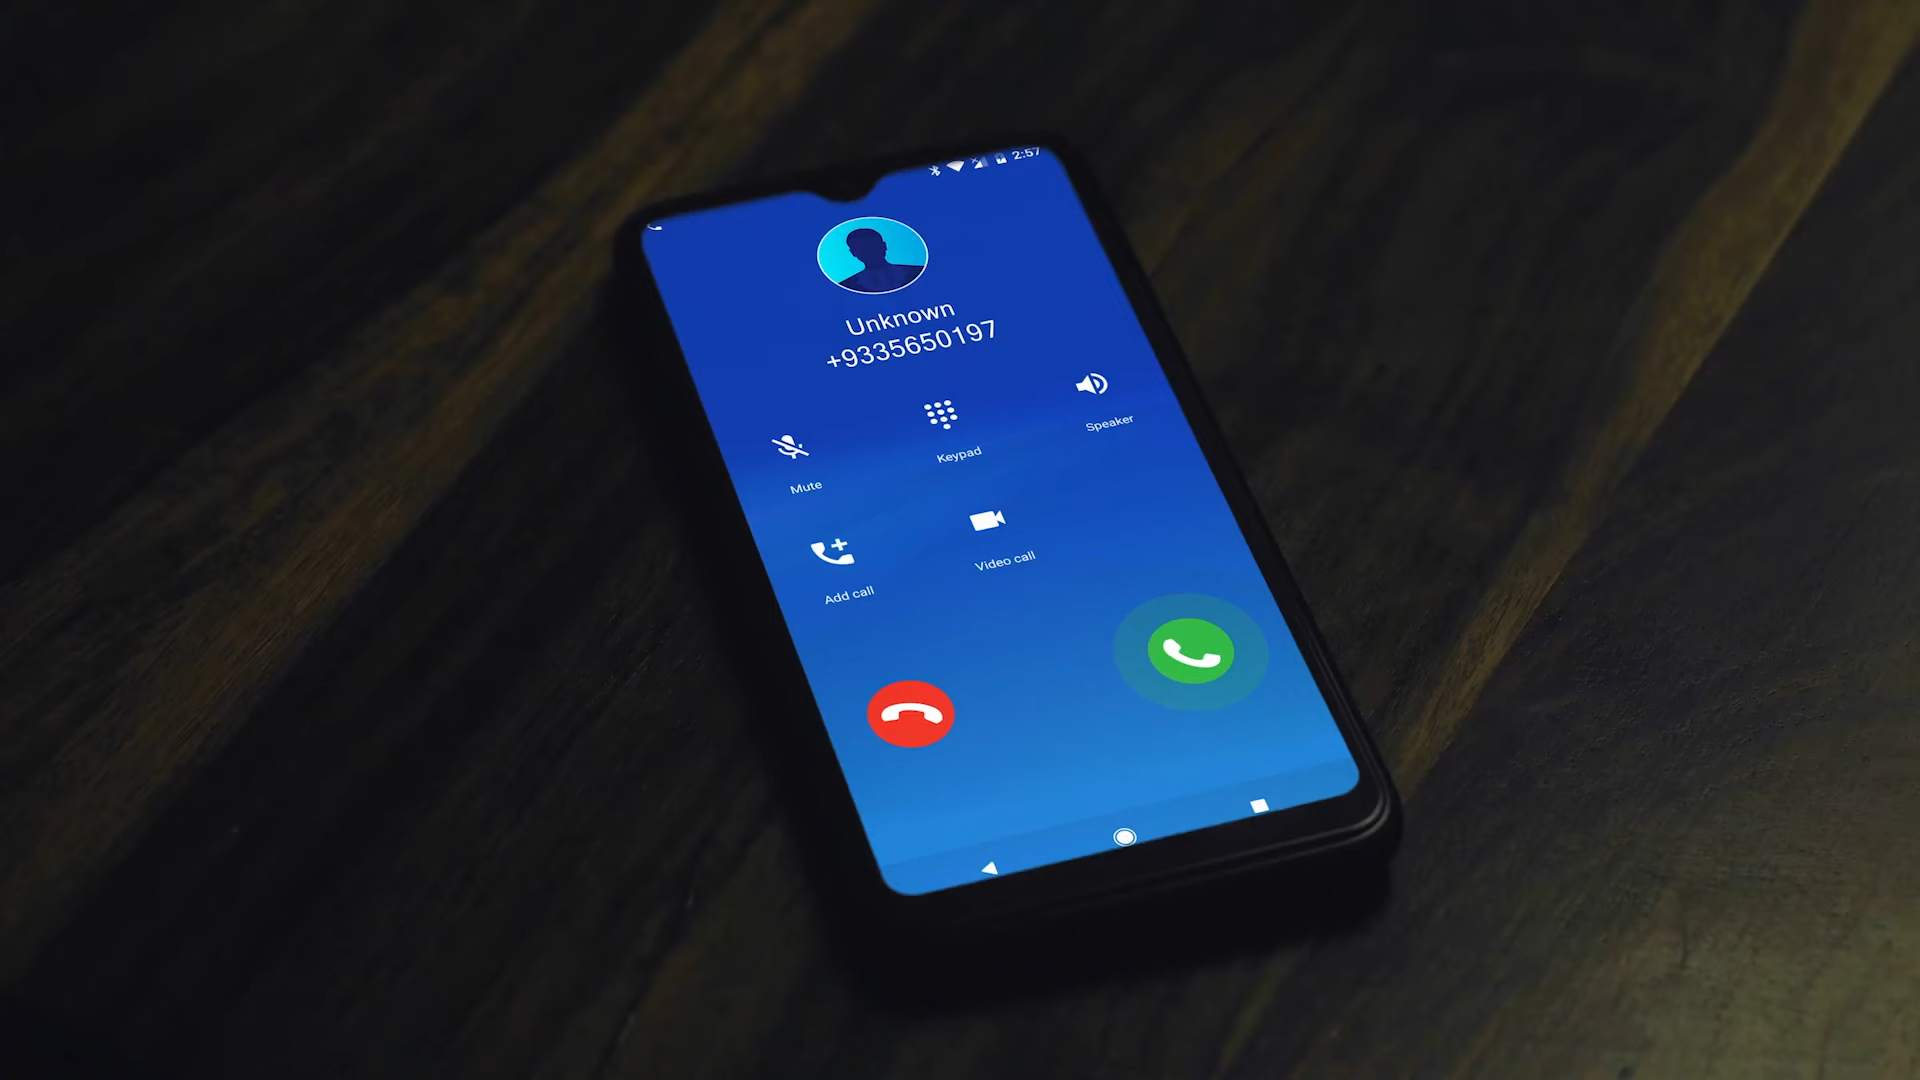 2:57
Unknown
+9335650197
Mute
Keypad
Speaker
Add call
Video call